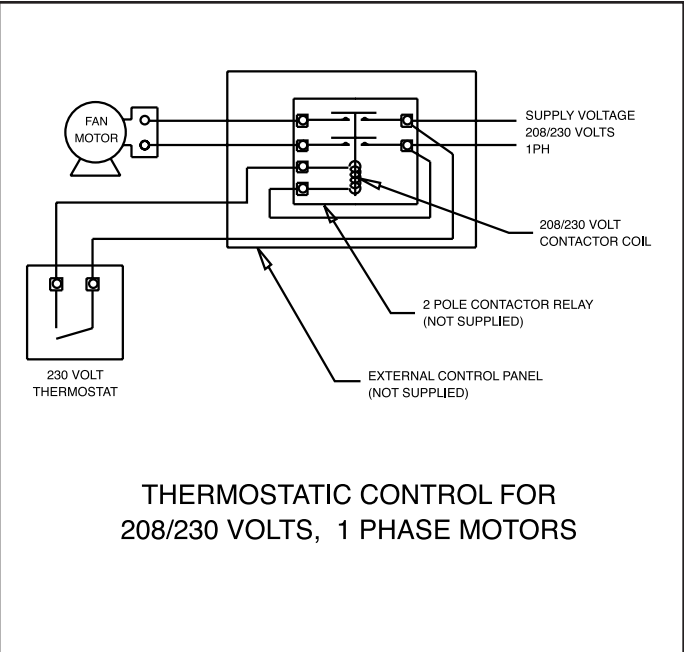 FAN
MOTOR
SUPPLY VOLTAGE
208/230 VOLTS
1PH
208/230 VOLT
CONTACTOR COIL
2 POLE CONTACTOR RELAY
(NOT SUPPLIED)
230 VOLT
THERMOSTAT
EXTERNAL CONTROL PANEL
(NOT SUPPLIED)
THERMOSTATIC CONTROL FOR
208/230 VOLTS, 1 PHASE MOTORS